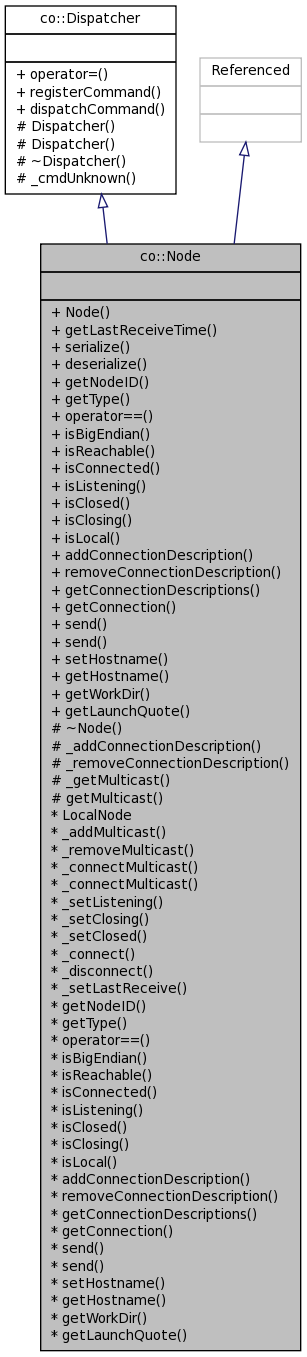 co::Dispatcher
+ operator=()
+ registerCommand()
+ dispatchCommand()
# Dispatcher()
# Dispatcher()
# ~Dispatcher()
# _cmdUnknown()
Referenced
co::Node
+ Node()
+ getLastReceiveTime()
+ serialize()
+ deserialize()
+ getNodeID()
+ getType()
+ operator==()
+ isBigEndian()
+ isReachable()
+ isConnected()
+ isListening()
+ isClosed()
+ isClosing()
+ isLocal()
+ addConnectionDescription()
+ removeConnectionDescription()
+ getConnectionDescriptions()
+ getConnection()
+ send()
+ send()
+ setHostname()
+ getHostname()
+ getWorkDir()
+ getLaunchQuote()
# ~Node()
# _addConnectionDescription()
# _removeConnectionDescription()
# _getMulticast()
# getMulticast()
* LocalNode
* _addMulticast()
* _removeMulticast()
* _connectMulticast()
* _connectMulticast()
* _setListening()
* _setClosing()
* _setClosed()
* _connect()
* _disconnect()
* _setLastReceive()
* getNodeID()
* getType()
* operator==()
* isBigEndian()
* isReachable()
* isConnected()
* isListening()
* isClosed()
* isClosing()
* isLocal()
* addConnectionDescription()
* removeConnectionDescription()
* getConnectionDescriptions()
* getConnection()
* send()
* send()
* setHostname()
* getHostname()
* getWorkDir()
* getLaunchQuote()